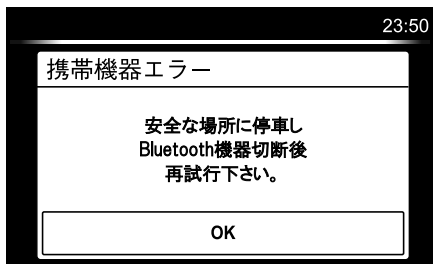 23:50
携帯機器エラー
安全な場所に停車し
Bluetooth機器切断後
再試行下さい。
OK